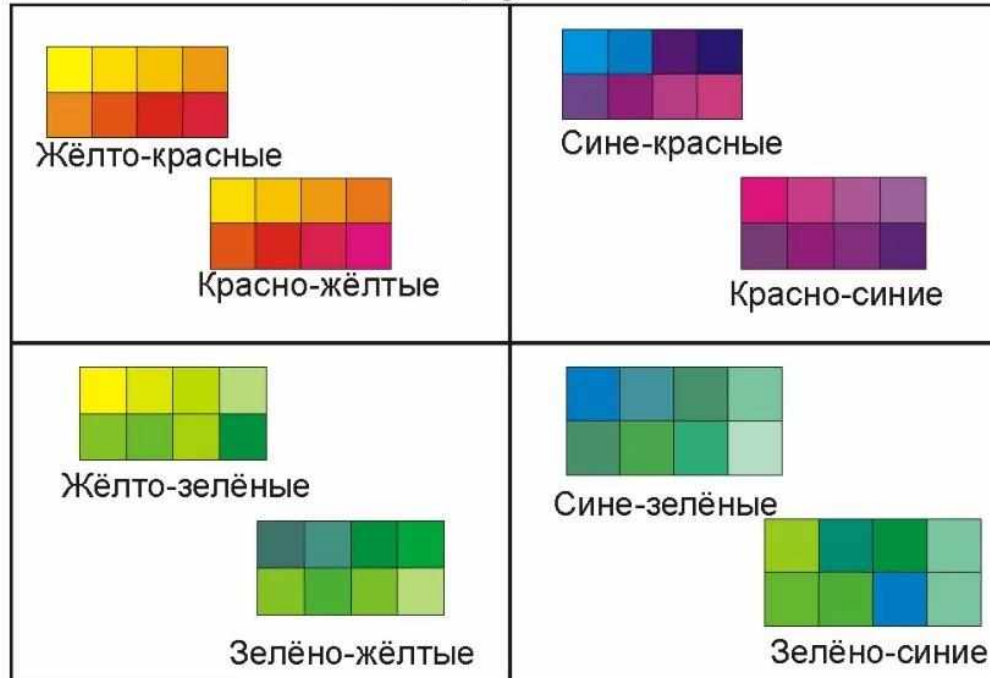 Жёлто-красные
Красно-жёлтые
Сине-красные
Красно-синие
Жёлто-зелёные
Зелёно-жёлтые
Сине-зелёные
Зелёно-синие